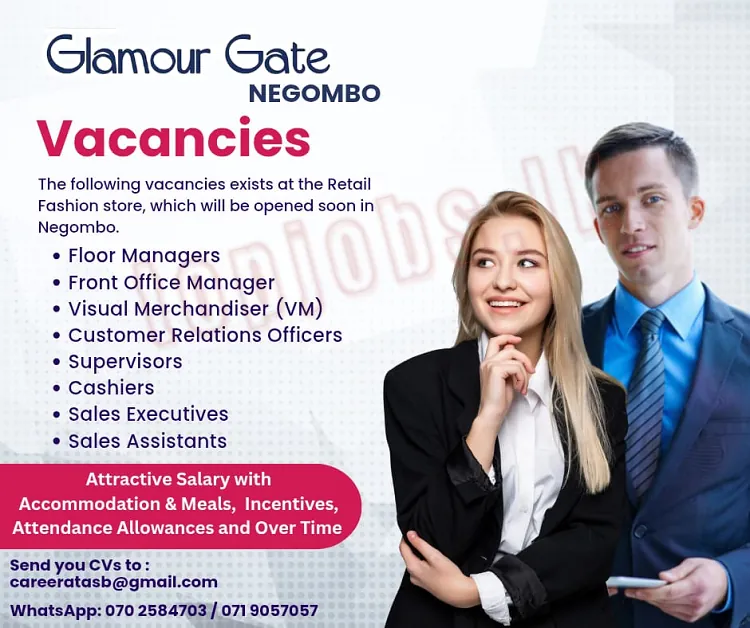 Glamour Gate
NEGOMBO
Vacancies
The following vacancies exists at the Retail
Fashion store, which will be opened soon in
Negombo.
• Floor Managers
• Front Office Manager
• Visual Merchandiser (VM)
• Customer Relations Officers
• Supervisors
• Cashiers
• Sales Executives
• Sales Assistants
Attractive Salary with
Accommodation & Meals, Incentives,
Attendance Allowances and Over Time
Send you CVs to :
careeratasb@gmail.com
WhatsApp: 070 2584703 / 071 9057057
topjobs.lk